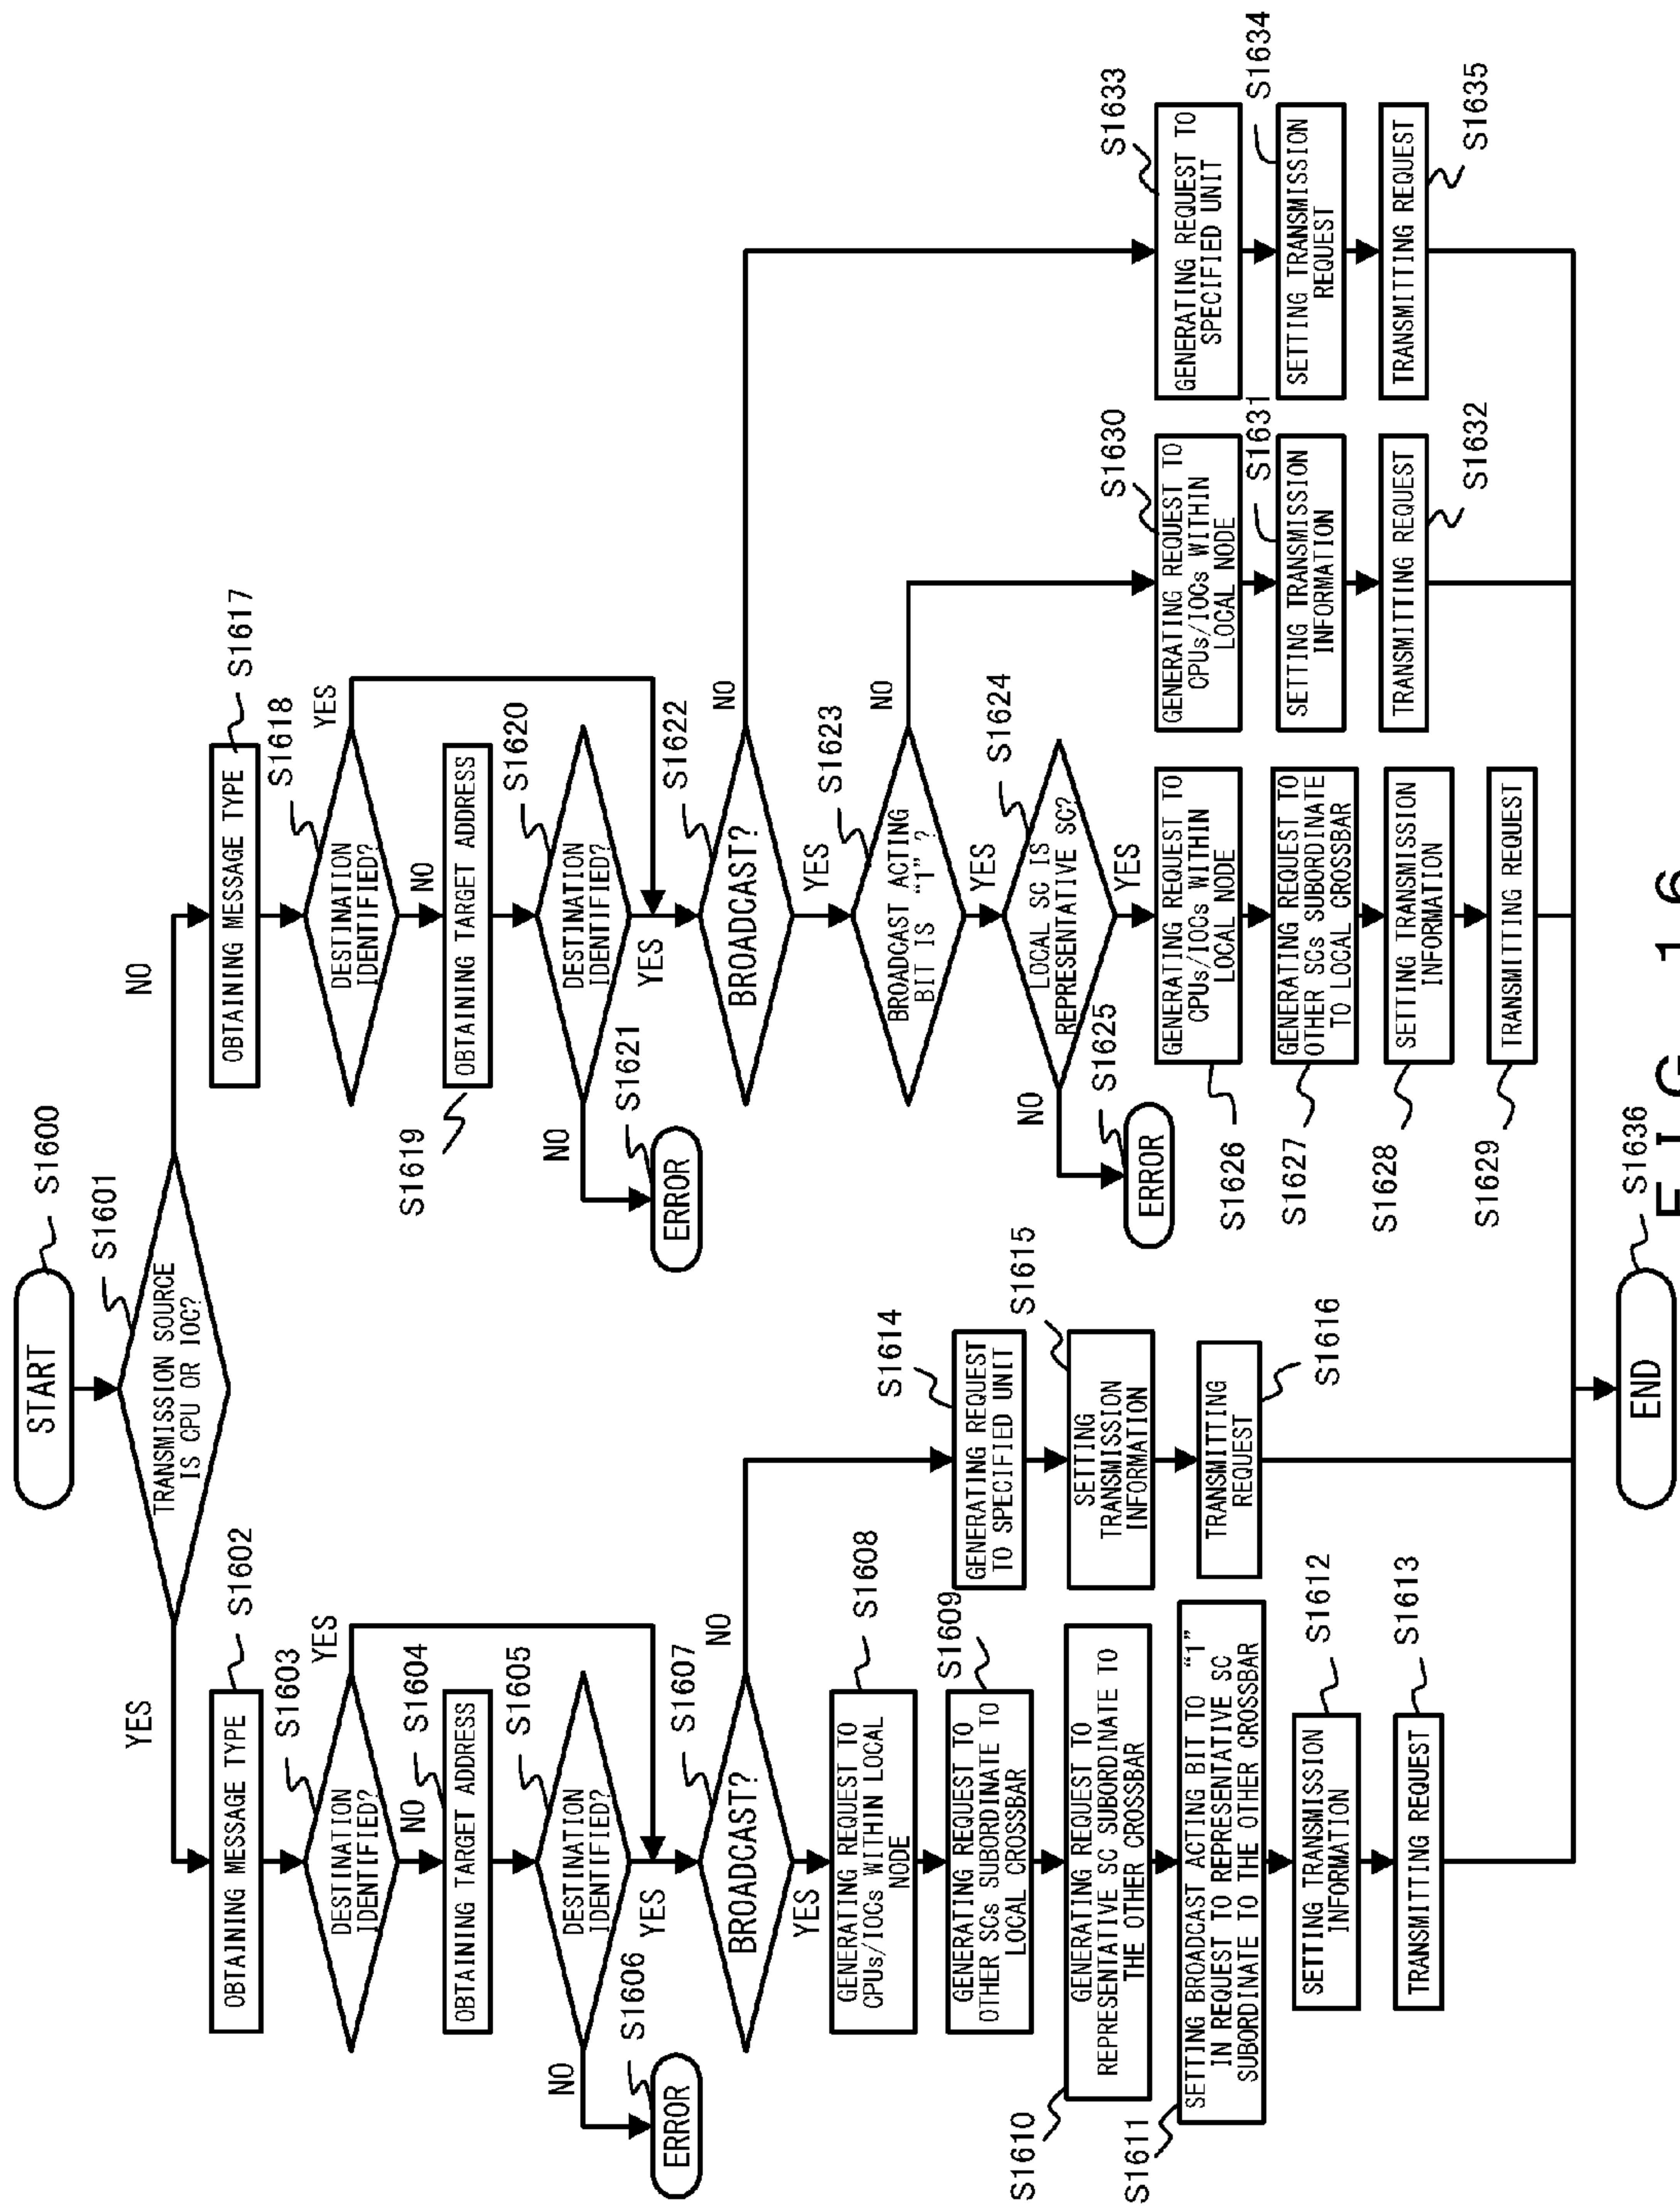 START
S1600
TRANSMISSION SOURCE
IS CPU OR IOC?
S1601
YES
NO
OBTAINING MESSAGE TYPE
S1602
DESTINATION
IDENTIFIED?
S1603
YES
NO
OBTAINING TARGET ADDRESS
S1604
DESTINATION
IDENTIFIED?
S1605
NO
YES
ERROR
S1606
BROADCAST?
S1607
NO
YES
GENERATING REQUEST TO
CPUs/IOCs WITHIN LOCAL
NODE
S1608
GENERATING REQUEST TO
OTHER SCs SUBORDINATE TO
LOCAL CROSSBAR
S1609
GENERATING REQUEST TO
REPRESENTATIVE SC SUBORDINATE TO
THE OTHER CROSSBAR
S1610
SETTING BROADCAST ACTING BIT TO “1”
IN REQUEST TO REPRESENTATIVE SC
SUBORDINATE TO THE OTHER CROSSBAR
S1611
SETTING TRANSMISSION
INFORMATION
S1612
TRANSMITTING REQUEST
S1613
GENERATING REQUEST
TO SPECIFIED UNIT
S1614
SETTING
TRANSMISSION
INFORMATION
S1615
TRANSMITTING
REQUEST
S1616
OBTAINING MESSAGE TYPE
S1617
DESTINATION
IDENTIFIED?
S1618
YES
NO
OBTAINING TARGET ADDRESS
S1619
DESTINATION
IDENTIFIED?
S1620
NO
YES
ERROR
S1621
BROADCAST?
S1622
NO
YES
BROADCAST ACTING
BIT IS “1” ?
S1623
NO
YES
LOCAL SC IS
REPRESENTATIVE SC?
S1624
NO
YES
ERROR
S1625
GENERATING REQUEST TO
CPUs/IOCs WITHIN
LOCAL NODE
S1626
GENERATING REQUEST TO
OTHER SCs SUBORDINATE
TO LOCAL CROSSBAR
S1627
SETTING TRANSMISSION
INFORMATION
S1628
TRANSMITTING REQUEST
S1629
GENERATING REQUEST TO
CPUs/IOCs WITHIN
LOCAL NODE
S1630
SETTING TRANSMISSION
INFORMATION
S1631
TRANSMITTING REQUEST
S1632
GENERATING REQUEST TO
SPECIFIED UNIT
S1633
SETTING TRANSMISSION
REQUEST
S1634
TRANSMITTING REQUEST
S1635
END
S1636
FIG. 16